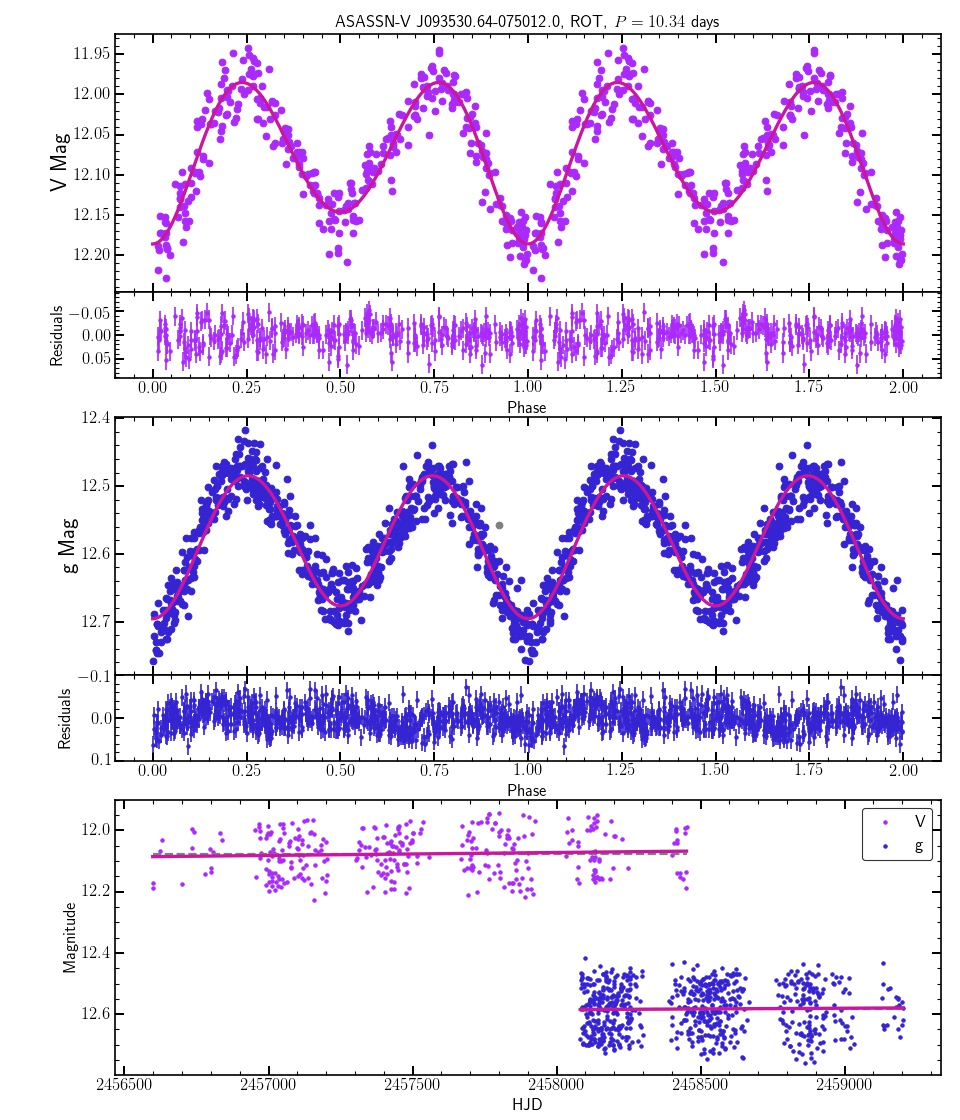 ASASSN-V J093530.64-075012.0, ROT, P = 10.34 days
11.95
12.00
12.05
12.10
12.15
12.20
V Mag
−0.05
0.00
0.05
Residuals
0.00 0.25 0.50 0.75 1.00 1.25 1.50 1.75 2.00
Phase
12.4
12.5
12.6
12.7
g Mag
−0.1
0.0
0.1
Residuals
0.00 0.25 0.50 0.75 1.00 1.25 1.50 1.75 2.00
Phase
V
g
12.0
12.2
12.4
12.6
Magnitude
2456500 2457000 2457500 2458000 2458500 2459000
HJD